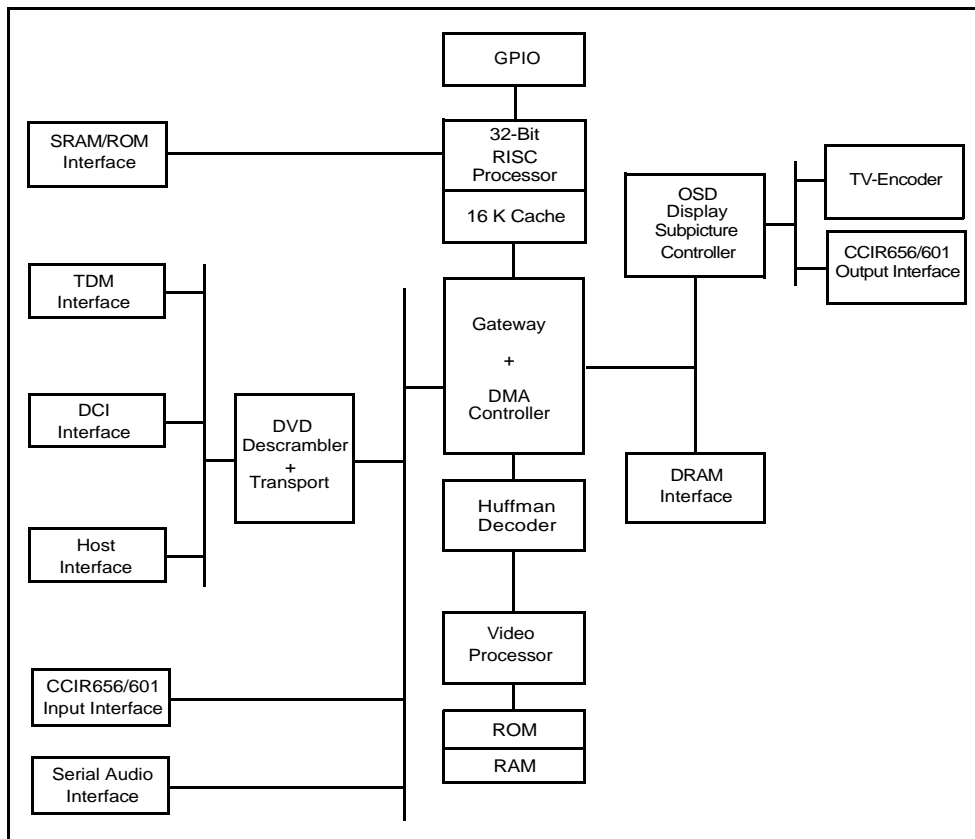 GPIO
SRAM/ROM
Interface
32-Bit
RISC
Processor
16 K Cache
OSD
Display
Subpicture
Controller
TV-Encoder
CCIR656/601
Output Interface
TDM
Interface
DCI
Interface
Host
Interface
DVD
Descrambler
+
Transport
Gateway
+
DMA
Controller
DRAM
Interface
Huffman
Decoder
Video
Processor
ROM
RAM
CCIR656/601
Input Interface
Serial Audio
Interface